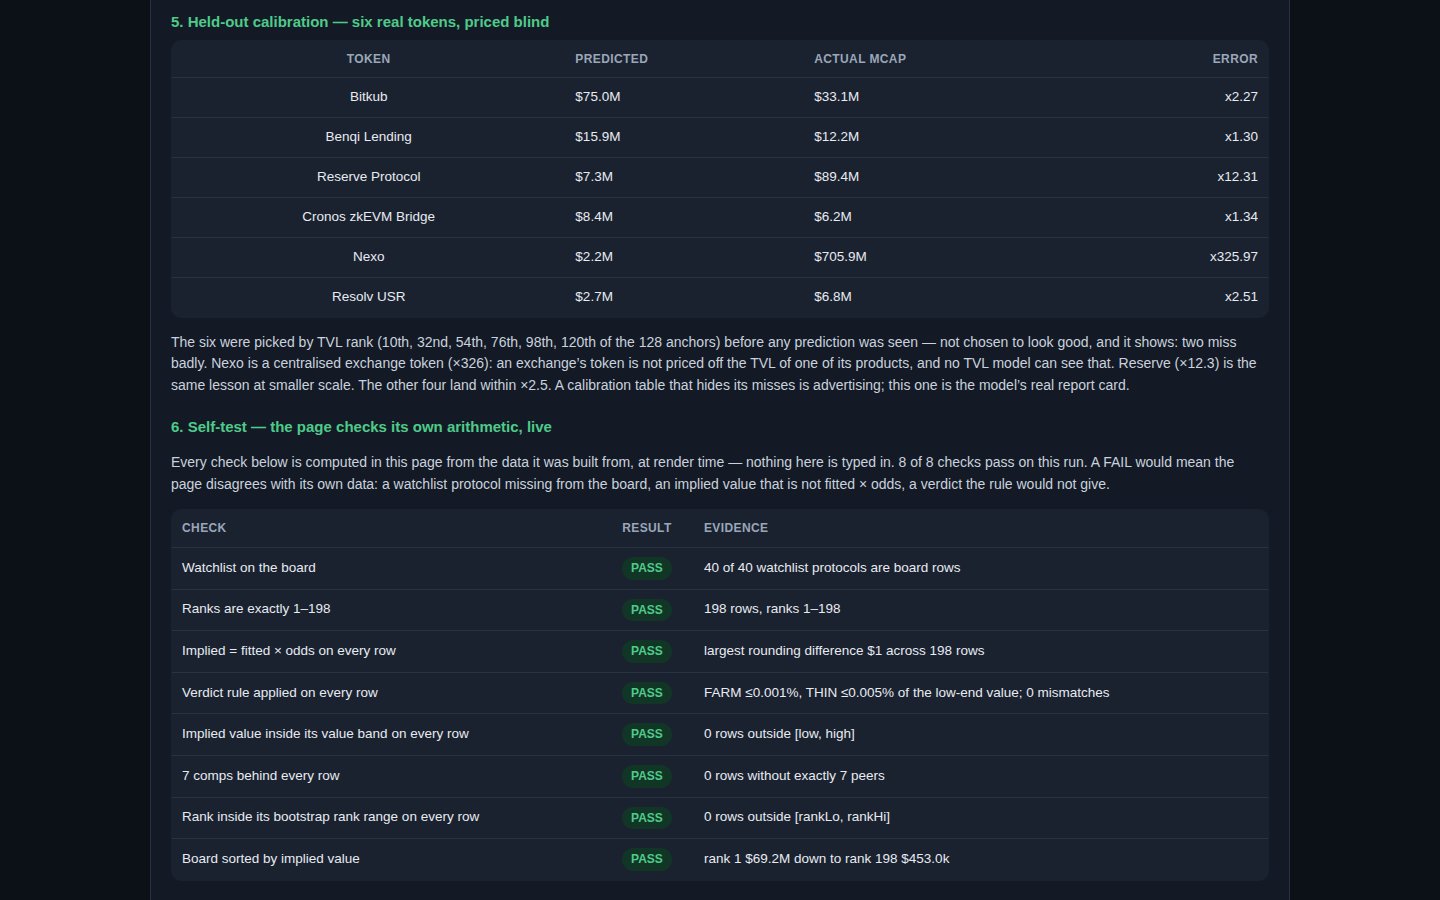 5. Held-out calibration — six real tokens, priced blind
TOKEN PREDICTED ACTUAL MCAP ERROR
Bitkub $75.0M $33.1M x2.27
Benqi Lending $15.9M $12.2M x1.30
Reserve Protocol $7.3M $89.4M x12.31
Cronos zkEVM Bridge $8.4M $6.2M x1.34
Nexo $2.2M $705.9M x325.97
Resolv USR $2.7M $6.8M x2.51
The six were picked by TVL rank (10th, 32nd, 54th, 76th, 98th, 120th of the 128 anchors) before any prediction was seen — not chosen to look good, and it shows: two miss
badly. Nexo is a centralised exchange token (×326): an exchange’s token is not priced off the TVL of one of its products, and no TVL model can see that. Reserve (×12.3) is the
same lesson at smaller scale. The other four land within ×2.5. A calibration table that hides its misses is advertising; this one is the model’s real report card.
6. Self-test — the page checks its own arithmetic, live
Every check below is computed in this page from the data it was built from, at render time — nothing here is typed in. 8 of 8 checks pass on this run. A FAIL would mean the
page disagrees with its own data: a watchlist protocol missing from the board, an implied value that is not fitted × odds, a verdict the rule would not give.
CHECK RESULT EVIDENCE
Watchlist on the board PASS 40 of 40 watchlist protocols are board rows
Ranks are exactly 1–198 PASS 198 rows, ranks 1–198
Implied = fitted × odds on every row PASS largest rounding difference $1 across 198 rows
Verdict rule applied on every row PASS FARM ≤0.001%, THIN ≤0.005% of the low-end value; 0 mismatches
Implied value inside its value band on every row PASS 0 rows outside [low, high]
7 comps behind every row PASS 0 rows without exactly 7 peers
Rank inside its bootstrap rank range on every row PASS 0 rows outside [rankLo, rankHi]
Board sorted by implied value PASS rank 1 $69.2M down to rank 198 $453.0k